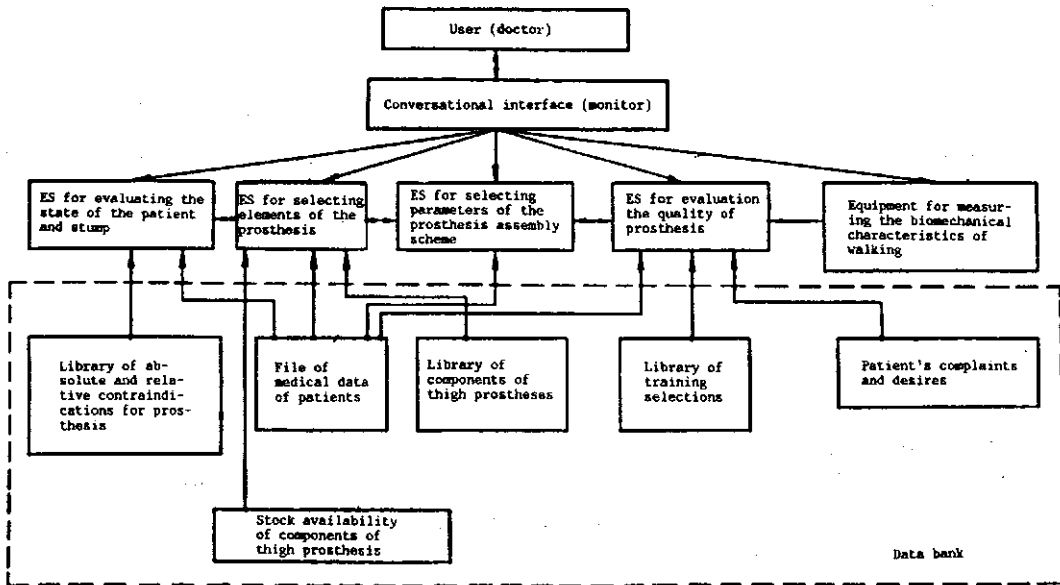 User (doctor)
Conversational interface (monitor)
ES for evaluating the
state of the patient
and stump
ES for selecting
elements of the
prosthesis
ES for selecting
parameters of the
prosthesis assembly
scheme
ES for evaluation
the quality of
prosthesis
Equipment for measur-
ing the biomechanical
characteristics of
walking
Library of ab-
solute and rela-
tive contraindi-
cations for pros-
thesis
File of
medical data
of patients
Library of
components of
thigh prostheses
Library of
training
selections
Patient's complaints
and desires
Stock availability
of components of
thigh prosthesis
Data bank